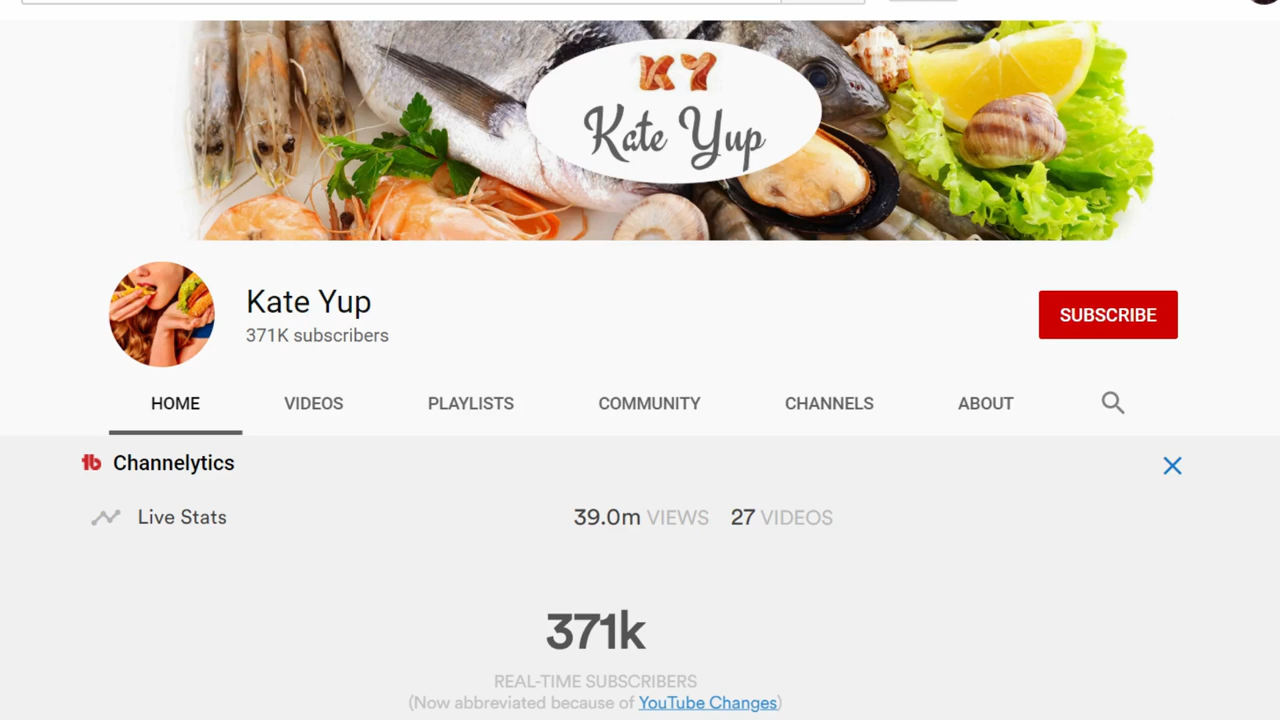 KY
Kate Yup
Kate Yup
371K subscribers
SUBSCRIBE
HOME VIDEOS PLAYLISTS COMMUNITY CHANNELS ABOUT
tb Channelytics
Live Stats 39.0m VIEWS 27 VIDEOS
371k
REAL-TIME SUBSCRIBERS
(Now abbreviated because of YouTube Changes)